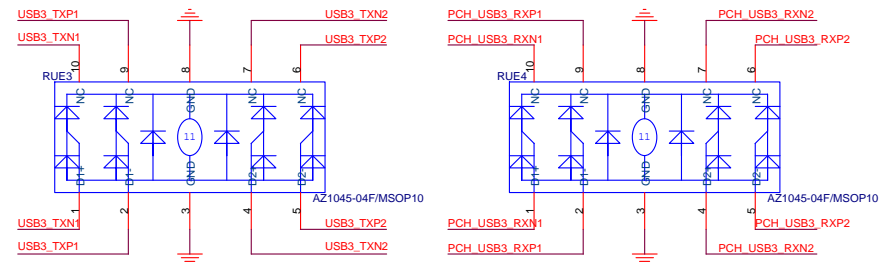 USB3_TXP1 USB3_TXN2 PCH_USB3_RXP1 PCH_USB3_RXN2
USB3_TXN1 USB3_TXP2 PCH_USB3_RXN1 PCH_USB3_RXP2
10 9 8 7 6 10 9 8 7 6
RUE3 RUE4
NC NC GND NC NC NC NC GND NC NC
11 11
D1+ D1- GND D2+ D2- D1+ D1- GND D2+ D2-
AZ1045-04F/MSOP10 AZ1045-04F/MSOP10
1 2 3 4 5 1 2 3 4 5
USB3_TXN1 USB3_TXP2 PCH_USB3_RXN1 PCH_USB3_RXP2
USB3_TXP1 USB3_TXN2 PCH_USB3_RXP1 PCH_USB3_RXN2